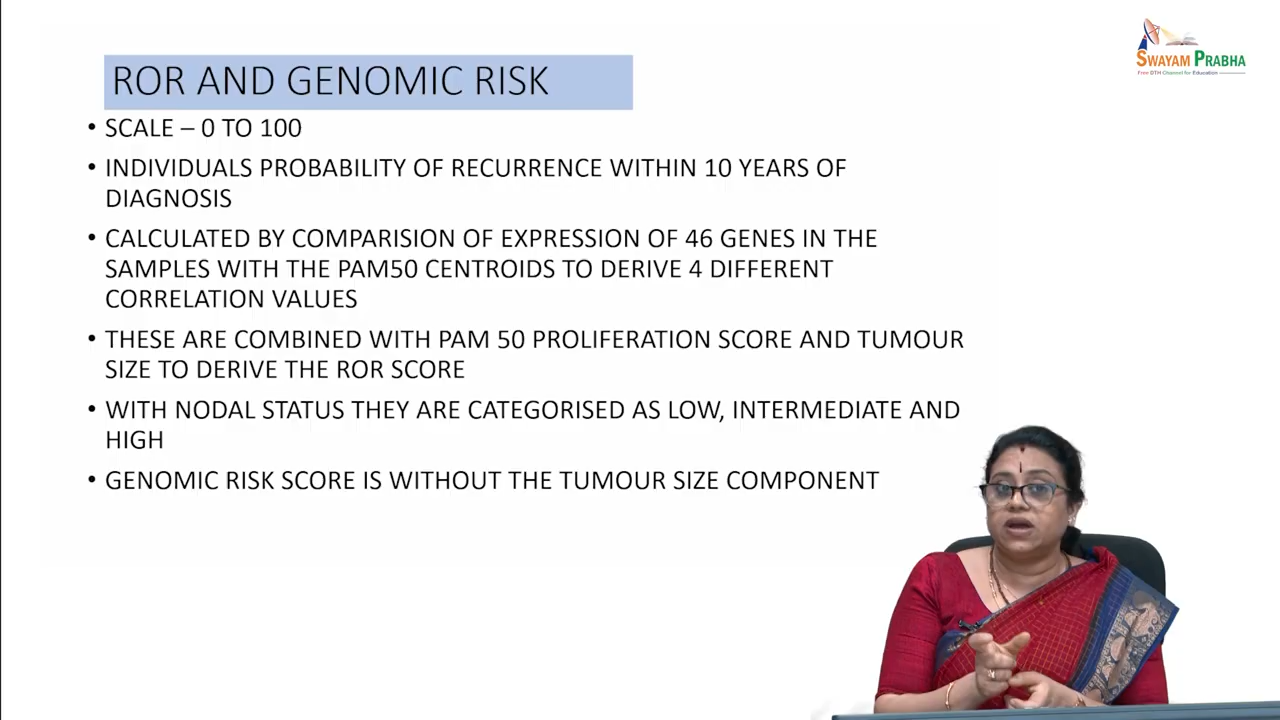 SWAYAM PRABHA
Free DTH Channel for Education
ROR AND GENOMIC RISK
• SCALE – 0 TO 100
• INDIVIDUALS PROBABILITY OF RECURRENCE WITHIN 10 YEARS OF
DIAGNOSIS
• CALCULATED BY COMPARISION OF EXPRESSION OF 46 GENES IN THE
SAMPLES WITH THE PAM50 CENTROIDS TO DERIVE 4 DIFFERENT
CORRELATION VALUES
• THESE ARE COMBINED WITH PAM 50 PROLIFERATION SCORE AND TUMOUR
SIZE TO DERIVE THE ROR SCORE
• WITH NODAL STATUS THEY ARE CATEGORISED AS LOW, INTERMEDIATE AND
HIGH
• GENOMIC RISK SCORE IS WITHOUT THE TUMOUR SIZE COMPONENT